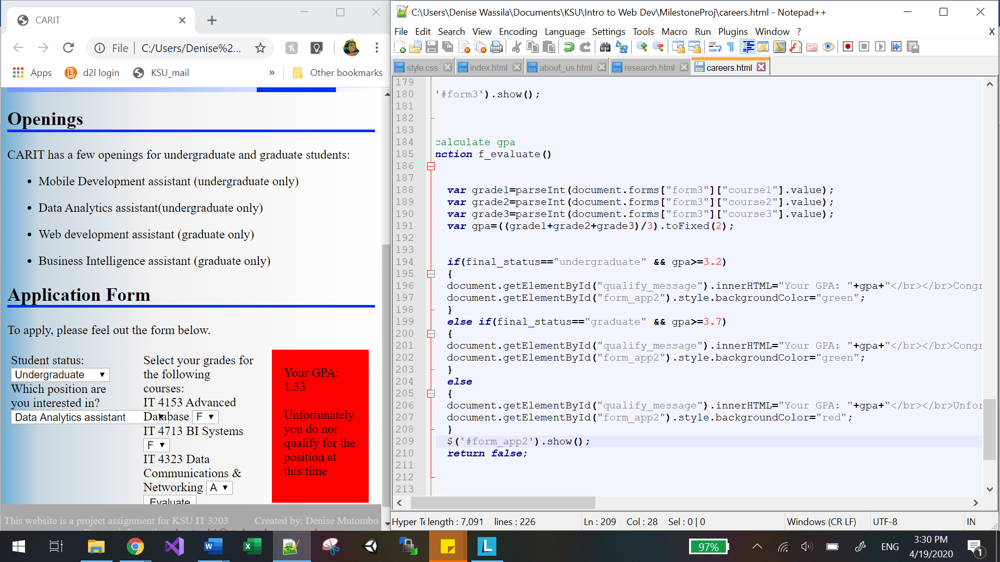 CARIT
File
C:/Users/Denise%2...
Apps
d2l login
KSU_mail
»
Other bookmarks
Openings
CARIT has a few openings for undergraduate and graduate students:
• Mobile Development assistant (undergraduate only)
• Data Analytics assistant(undergraduate only)
• Web development assistant (graduate only)
• Business Intelligence assistant (graduate only)
Application Form
To apply, please feel out the form below.
Student status:
Undergraduate
Which position are
you interested in?
Data Analytics assistant
Select your grades for
the following
courses:
IT 4153 Advanced
Database F
IT 4713 BI Systems
F
IT 4323 Data
Communications &
Networking A
Evaluate
Your GPA:
1.33
Unfortunately
you do not
qualify for the
position at
this time
This website is a project assignment for KSU IT 3203
Created by: Denise Mutombo
C:\Users\Denise Wassila\Documents\KSU\Intro to Web Dev\MilestoneProj\careers.html - Notepad++
File Edit Search View Encoding Language Settings Tools Macro Run Plugins Window ? X
style.css
index.html
about_us.html
research.html
careers.html
179
180 '#form3').show();
181
182
183
184 calculate gpa
185 nction f_evaluate()
186
187
188 var grade1=parseInt(document.forms["form3"]["course1"].value);
189 var grade2=parseInt(document.forms["form3"]["course2"].value);
190 var grade3=parseInt(document.forms["form3"]["course3"].value);
191 var gpa=((grade1+grade2+grade3)/3).toFixed(2);
192
193
194 if(final_status=="undergraduate" && gpa>=3.2)
195 {
196 document.getElementById("qualify_message").innerHTML="Your GPA: "+gpa+"</br></br>Congr
197 document.getElementById("form_app2").style.backgroundColor="green";
198 }
199 else if(final_status=="graduate" && gpa>=3.7)
200 {
201 document.getElementById("qualify_message").innerHTML="Your GPA: "+gpa+"</br></br>Congr
202 document.getElementById("form_app2").style.backgroundColor="green";
203 }
204 else
205 {
206 document.getElementById("qualify_message").innerHTML="Your GPA: "+gpa+"</br></br>Unfor
207 document.getElementById("form_app2").style.backgroundColor="red";
208 }
209 $('#form_app2').show();
210 return false;
211
212
213
Hyper Te length : 7,091 lines : 226
Ln : 209 Col : 28 Sel : 0 | 0
Windows (CR LF)
UTF-8
IN
97%
ENG
3:30 PM
4/19/2020
1